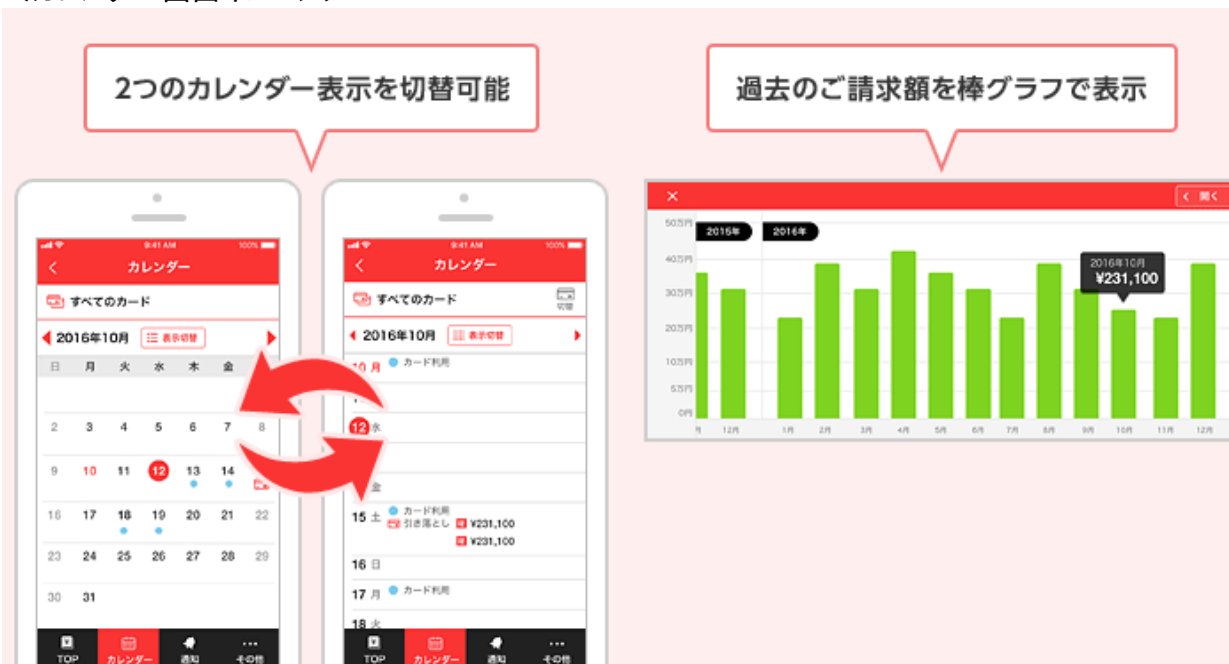 2つのカレンダー表示を切替可能
過去のご請求額を棒グラフで表示
9:41 AM 100%
カレンダー
すべてのカード
2016年10月 表示切替
日 月 火 水 木 金
2 3 4 5 6 7 8
9 10 11 12 13 14
16 17 18 19 20 21 22
23 24 25 26 27 28 29
30 31
TOP カレンダー 通知 その他
9:41 AM 100%
カレンダー
すべてのカード 切替
2016年10月 表示切替
10 月 カード利用
12 水
金
15 土 カード利用
引き落とし 確 ¥231,100
確 ¥231,100
16 日
17 月 カード利用
18 火
TOP カレンダー 通知 その他
× 開く
50万円
2015年 2016年
40万円
2016年10月
¥231,100
30万円
20万円
10万円
5万円
0円
月 12月 1月 2月 3月 4月 5月 6月 7月 8月 9月 10月 11月 12月